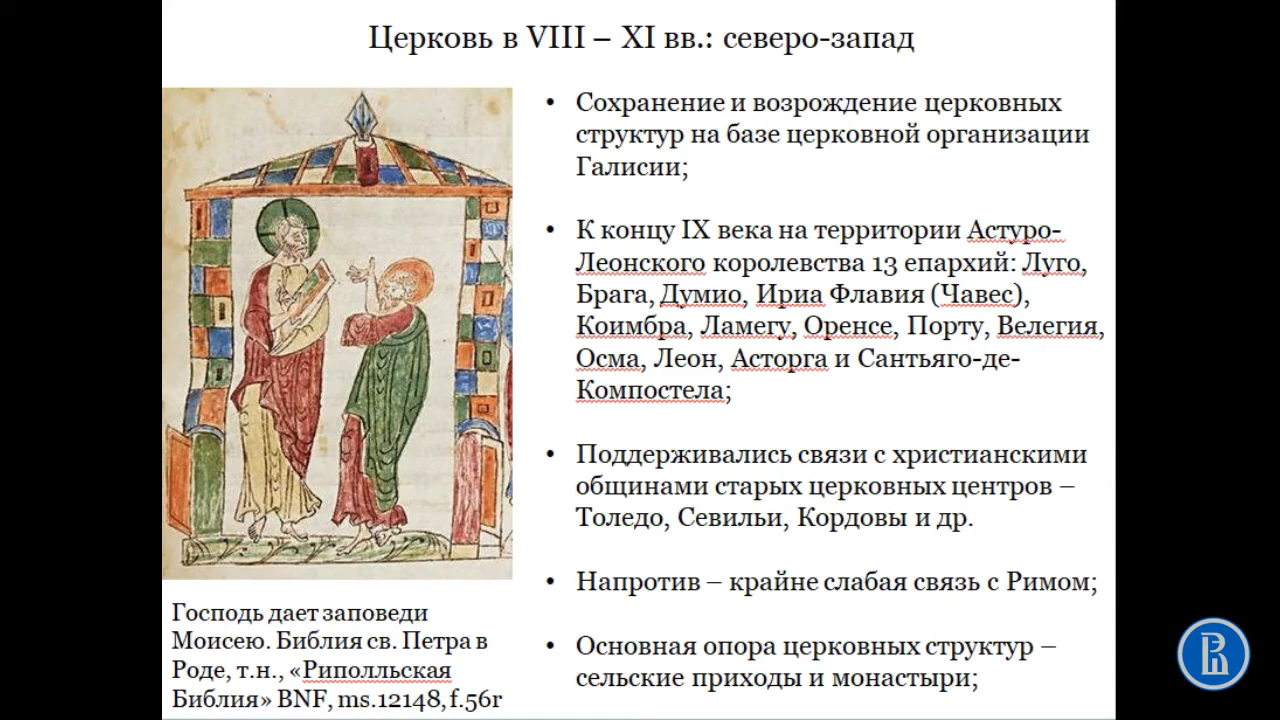 Церковь в VIII – XI вв.: северо-запад
• Сохранение и возрождение церковных
структур на базе церковной организации
Галисии;
• К концу IX века на территории Астуро-
Леонского королевства 13 епархий: Луго,
Брага, Думио, Ириа Флавия (Чавес),
Коимбра, Ламегу, Оренсе, Порту, Велегия,
Осма, Леон, Асторга и Сантьяго-де-
Компостела;
• Поддерживались связи с христианскими
общинами старых церковных центров –
Толедо, Севильи, Кордовы и др.
• Напротив – крайне слабая связь с Римом;
• Основная опора церковных структур –
сельские приходы и монастыри;
Господь дает заповеди
Моисею. Библия св. Петра в
Роде, т.н., «Риполльская
Библия» BNF, ms.12148, f.56r